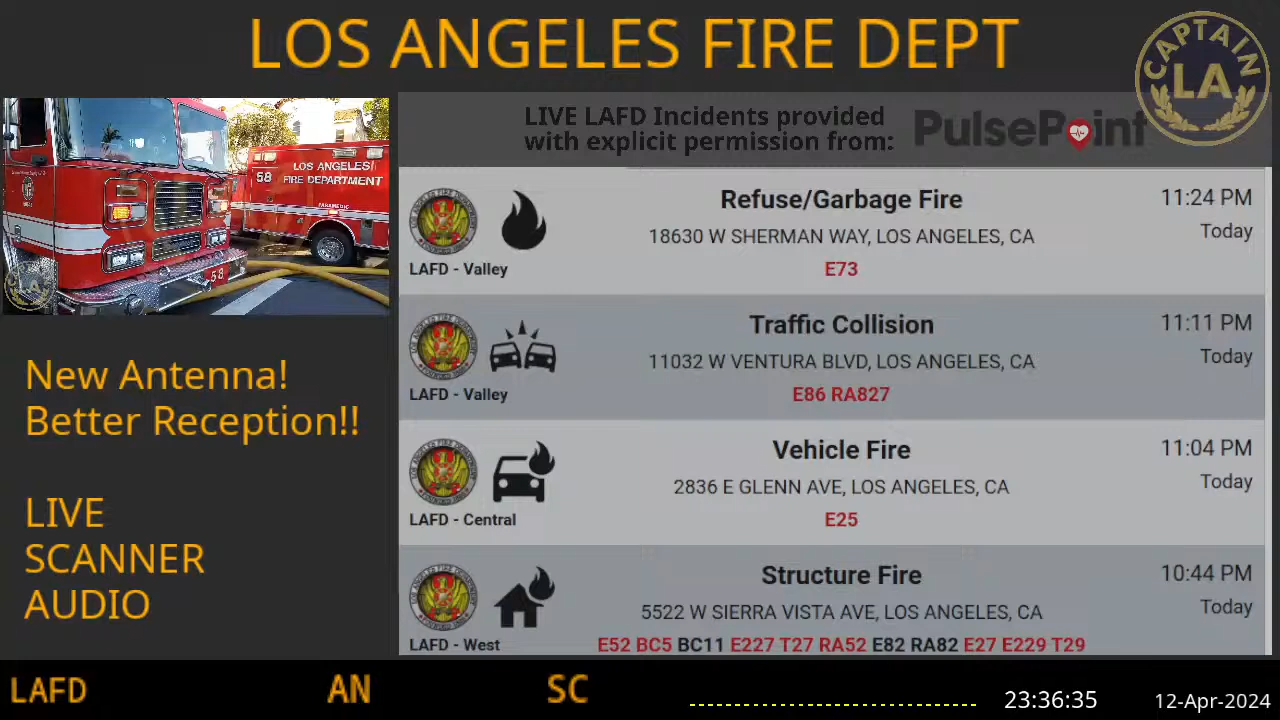 LOS ANGELES FIRE DEPT
CAPTAIN
LA
LIVE LAFD Incidents provided
with explicit permission from:
PulsePoint
58
LOS ANGELES
FIRE DEPARTMENT
PARAMEDIC
58
LA
Refuse/Garbage Fire
11:24 PM
18630 W SHERMAN WAY, LOS ANGELES, CA
Today
LAFD - Valley
E73
Traffic Collision
11:11 PM
11032 W VENTURA BLVD, LOS ANGELES, CA
Today
LAFD - Valley
E86 RA827
Vehicle Fire
11:04 PM
2836 E GLENN AVE, LOS ANGELES, CA
Today
LAFD - Central
E25
Structure Fire
10:44 PM
5522 W SIERRA VISTA AVE, LOS ANGELES, CA
Today
LAFD - West
E52 BC5 BC11 E227 T27 RA52 E82 RA82 E27 E229 T29
New Antenna!
Better Reception!!
LIVE
SCANNER
AUDIO
LAFD AN SC 23:36:35 12-Apr-2024